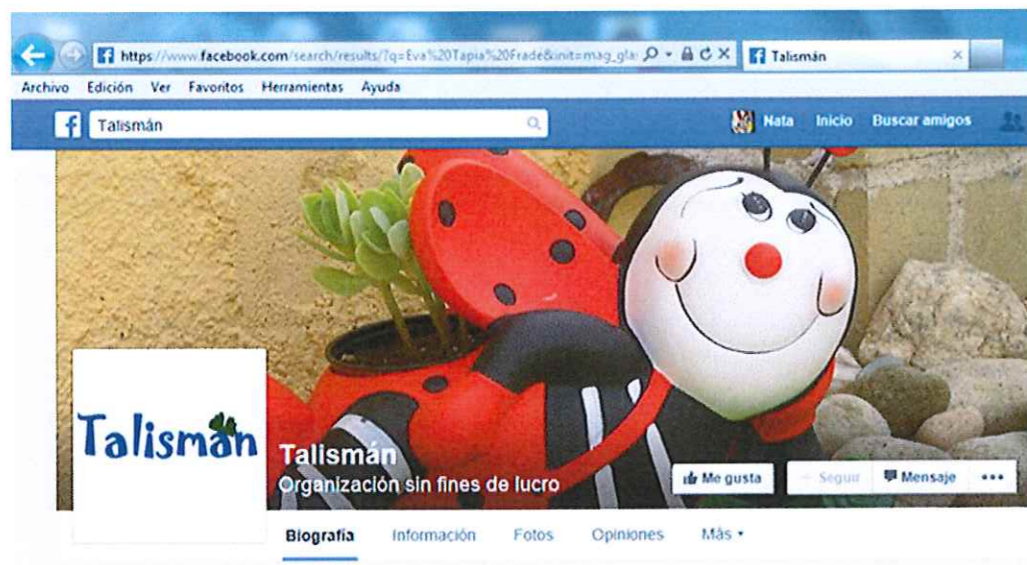 https://www.facebook.com/search/results/?q=Eva%20Tapia%20Frade&init=mag_gla
Talismán
Archivo Edición Ver Favoritos Herramientas Ayuda
Talismán
Nata Inicio Buscar amigos
Talismán
Talismán
Organización sin fines de lucro
Me gusta
Seguir
Mensaje
Biografía Información Fotos Opiniones Más